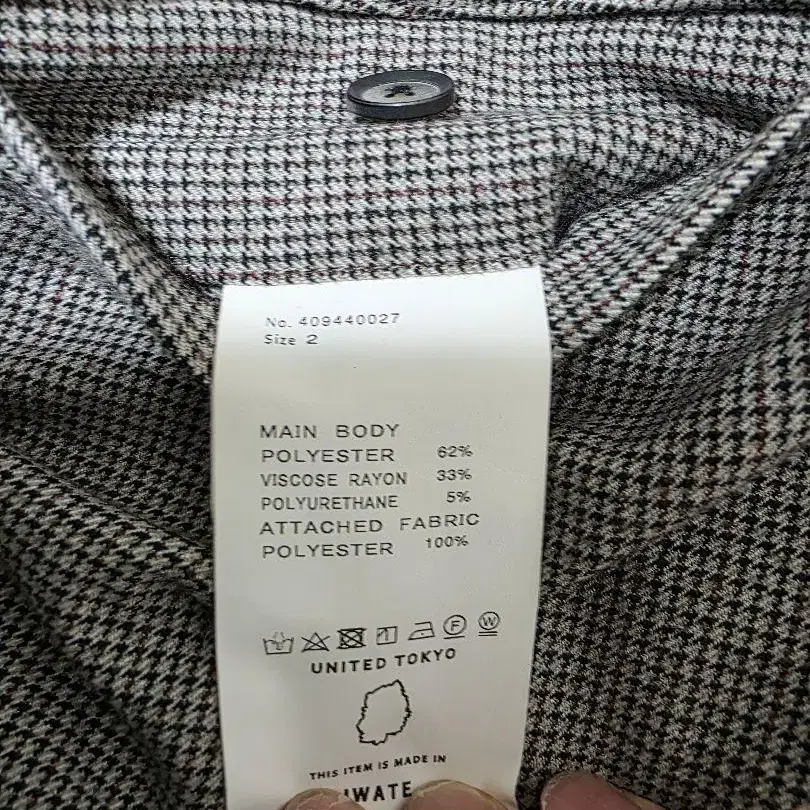 No. 409440027
Size 2
MAIN BODY
POLYESTER 62%
VISCOSE RAYON 33%
POLYURETHANE 5%
ATTACHED FABRIC
POLYESTER 100%
F W
UNITED TOKYO
THIS ITEM IS MADE IN
IWATE